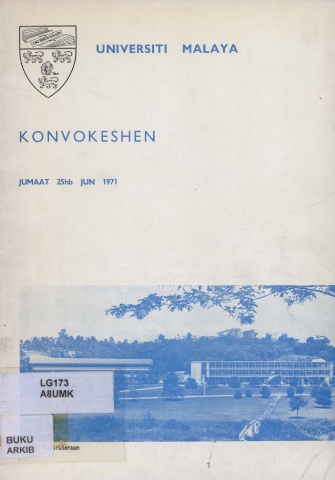 UNIVERSITI MALAYA
KONVOKESHEN
JUMAAT 25hb JUN 1971
LG173
A8UMK
BUKU
ARKIB
1